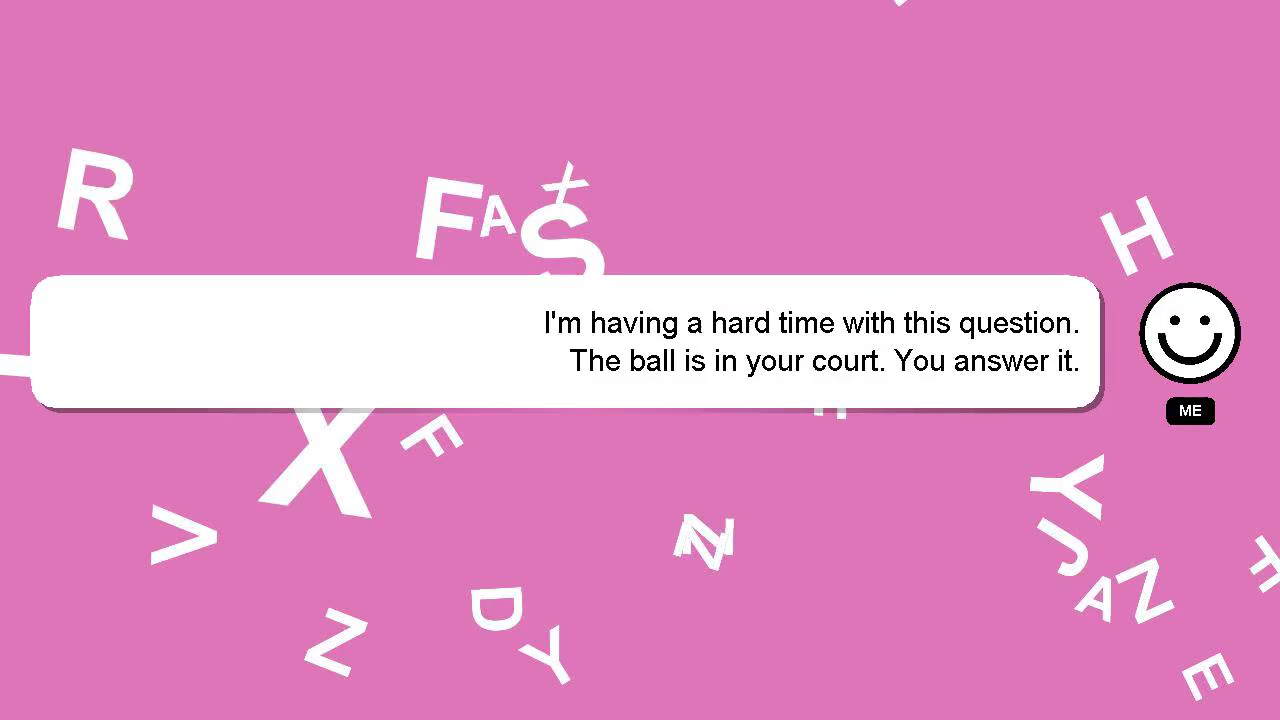 R
F A X
S
H
I'm having a hard time with this question.
The ball is in your court. You answer it.
ME
X
F
Y
V
N
Z
J
A
Z
F
D
Z
Y
E